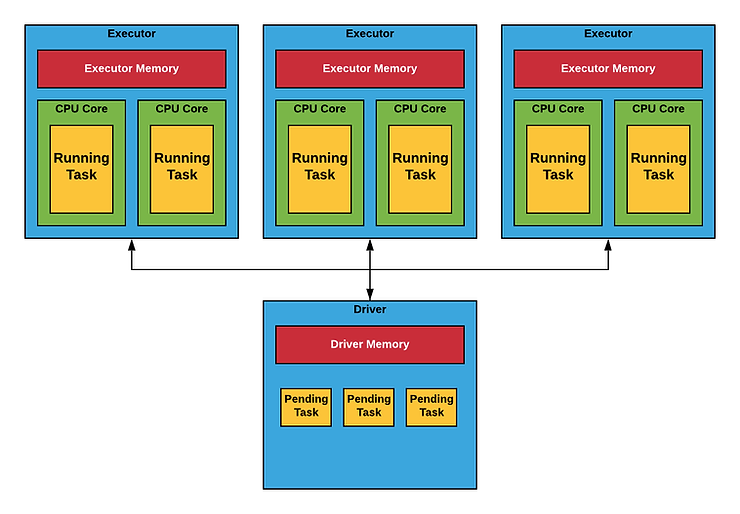 Executor
Executor
Executor
Executor Memory
Executor Memory
Executor Memory
CPU Core
CPU Core
CPU Core
CPU Core
CPU Core
CPU Core
Running
Task
Running
Task
Running
Task
Running
Task
Running
Task
Running
Task
Driver
Driver Memory
Pending
Task
Pending
Task
Pending
Task